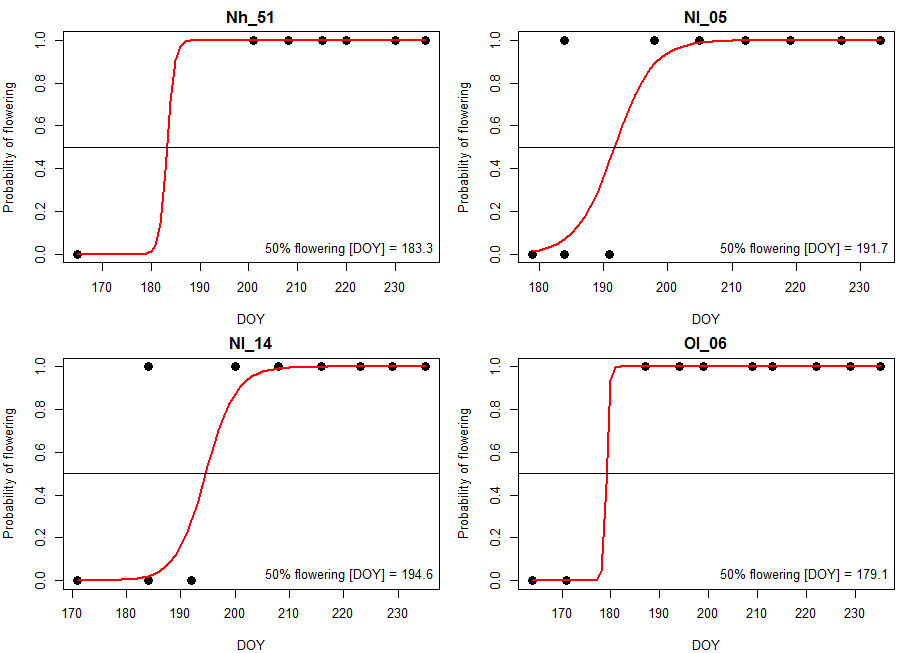 Nh_51
Probability of flowering
0.0 0.2 0.4 0.6 0.8 1.0
50% flowering [DOY] = 183.3
170 180 190 200 210 220 230
DOY
Nl_05
Probability of flowering
0.0 0.2 0.4 0.6 0.8 1.0
50% flowering [DOY] = 191.7
180 190 200 210 220 230
DOY
Nl_14
Probability of flowering
0.0 0.2 0.4 0.6 0.8 1.0
50% flowering [DOY] = 194.6
170 180 190 200 210 220 230
DOY
Ol_06
Probability of flowering
0.0 0.2 0.4 0.6 0.8 1.0
50% flowering [DOY] = 179.1
170 180 190 200 210 220 230
DOY